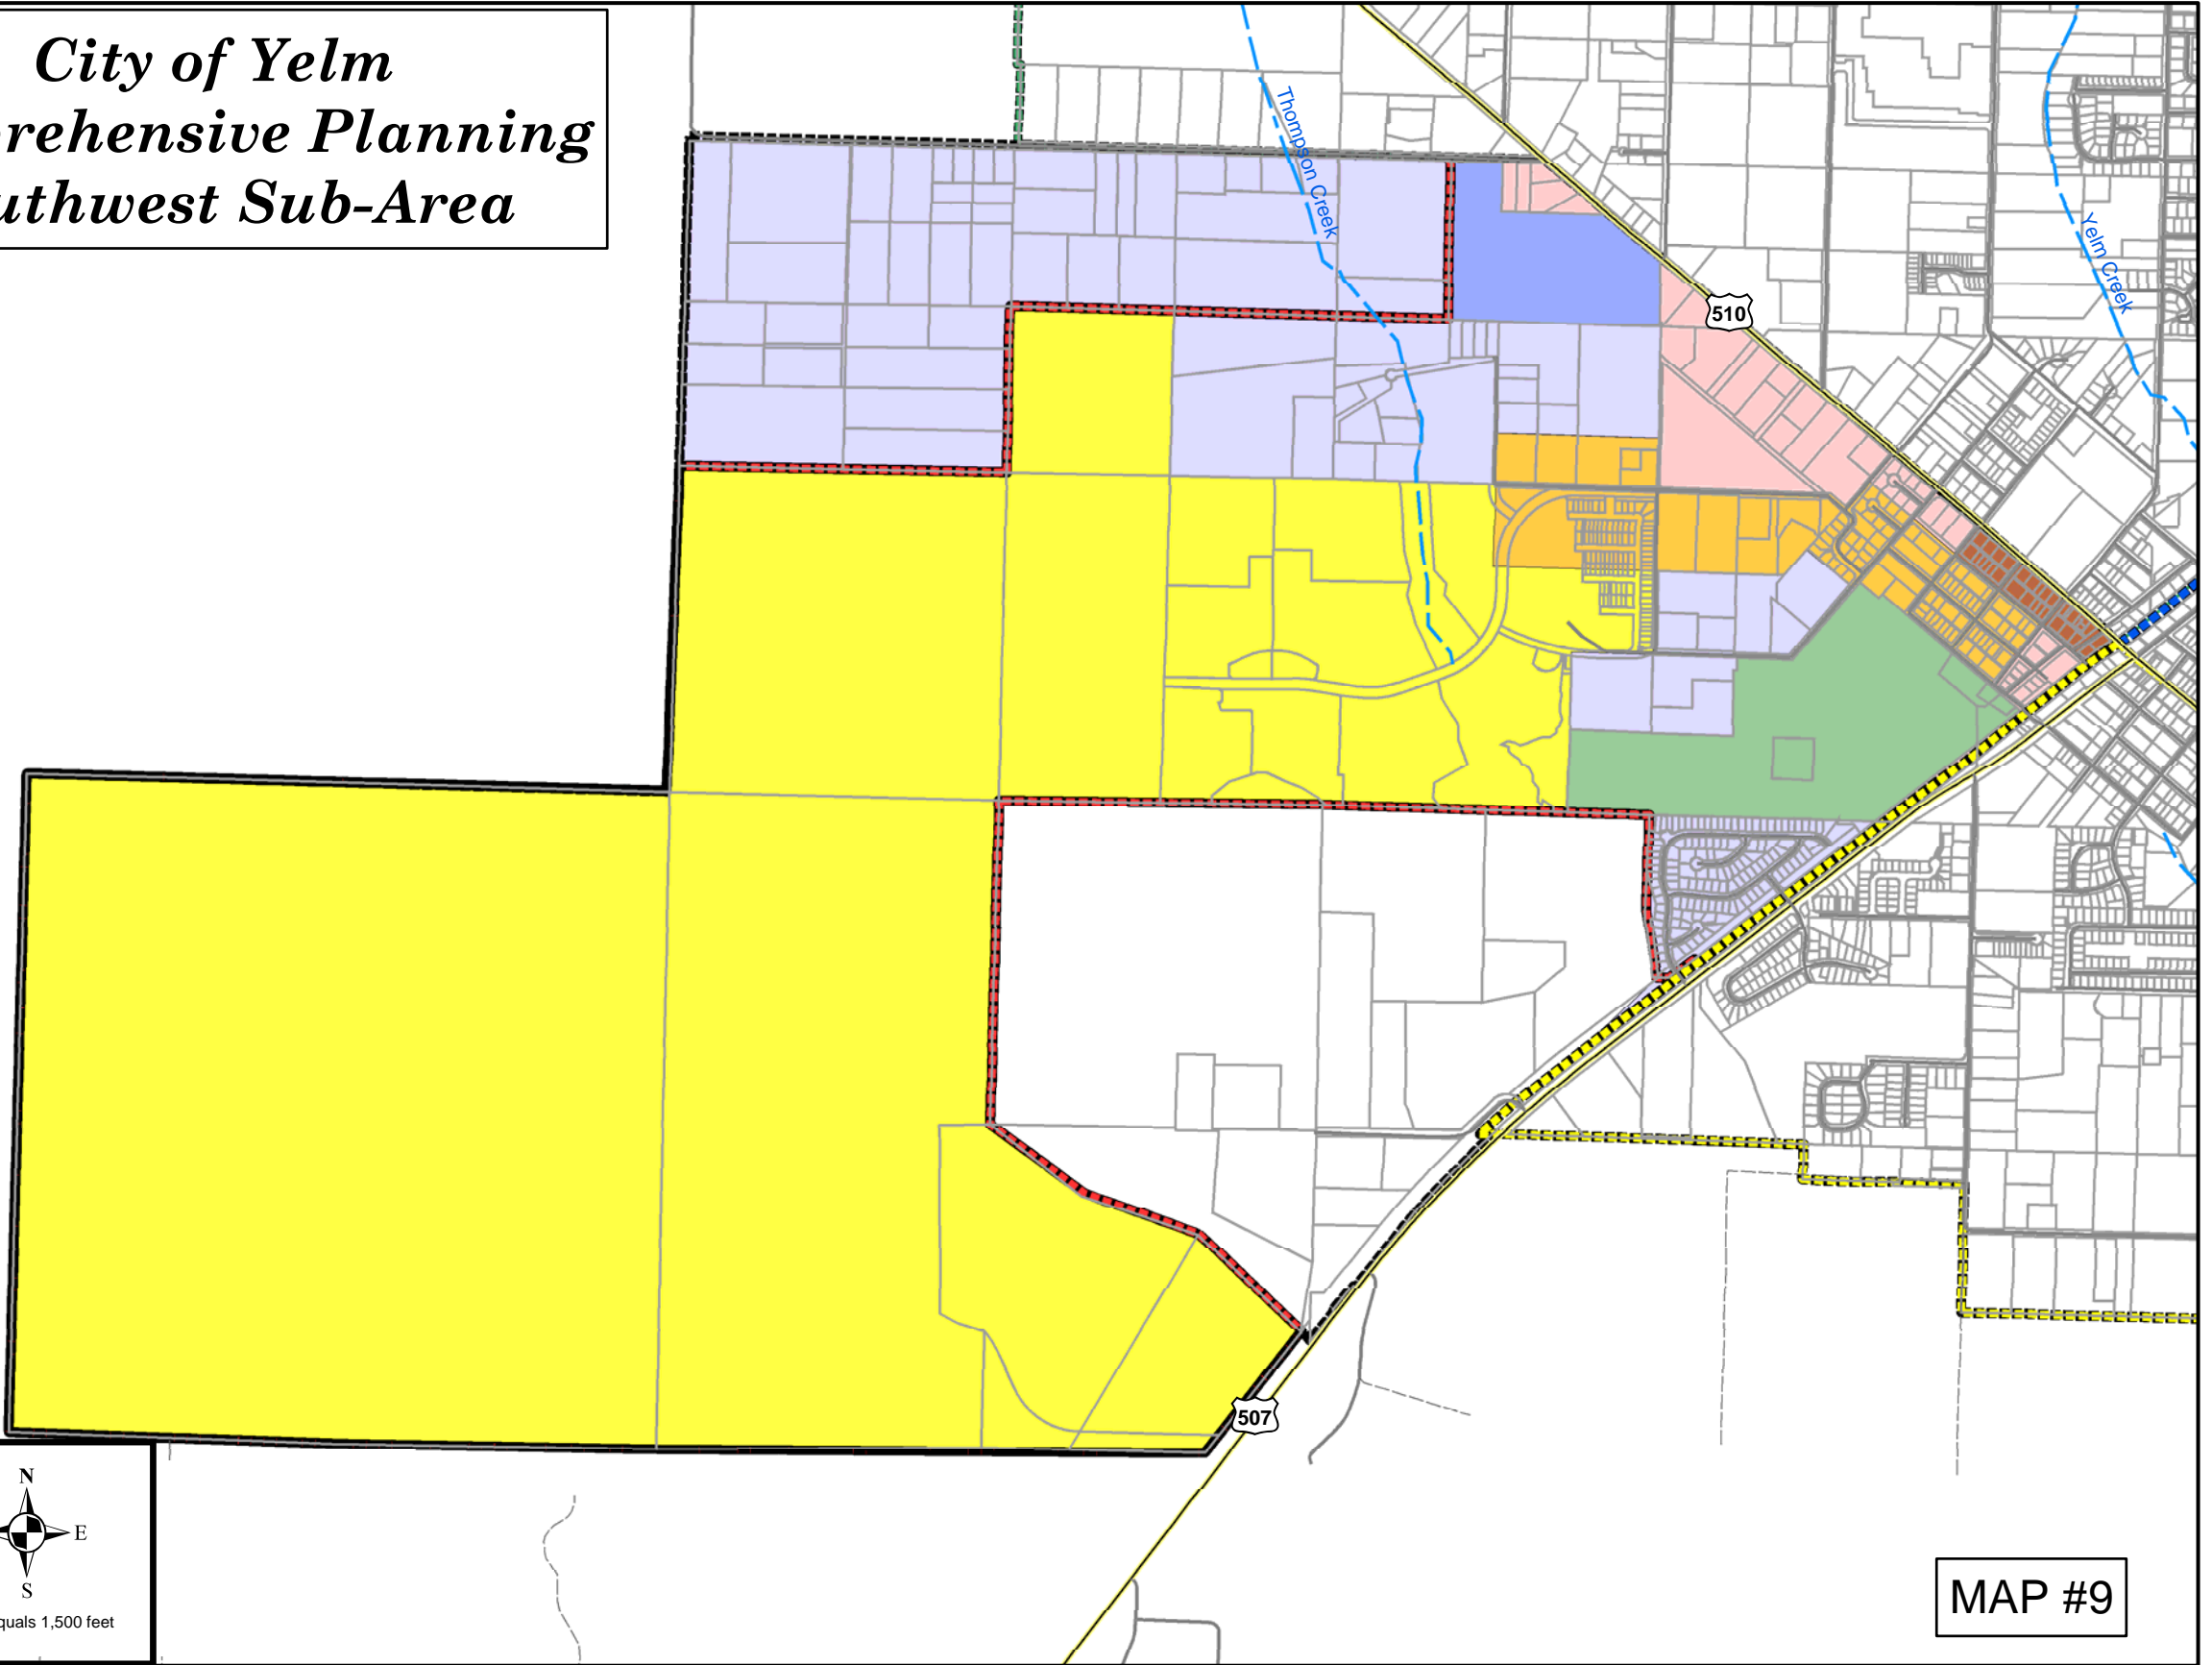 City of Yelm
rehensive Planning
uthwest Sub-Area
Thompson Creek
Yelm Creek
510
507
N
E
S
quals 1,500 feet
MAP #9